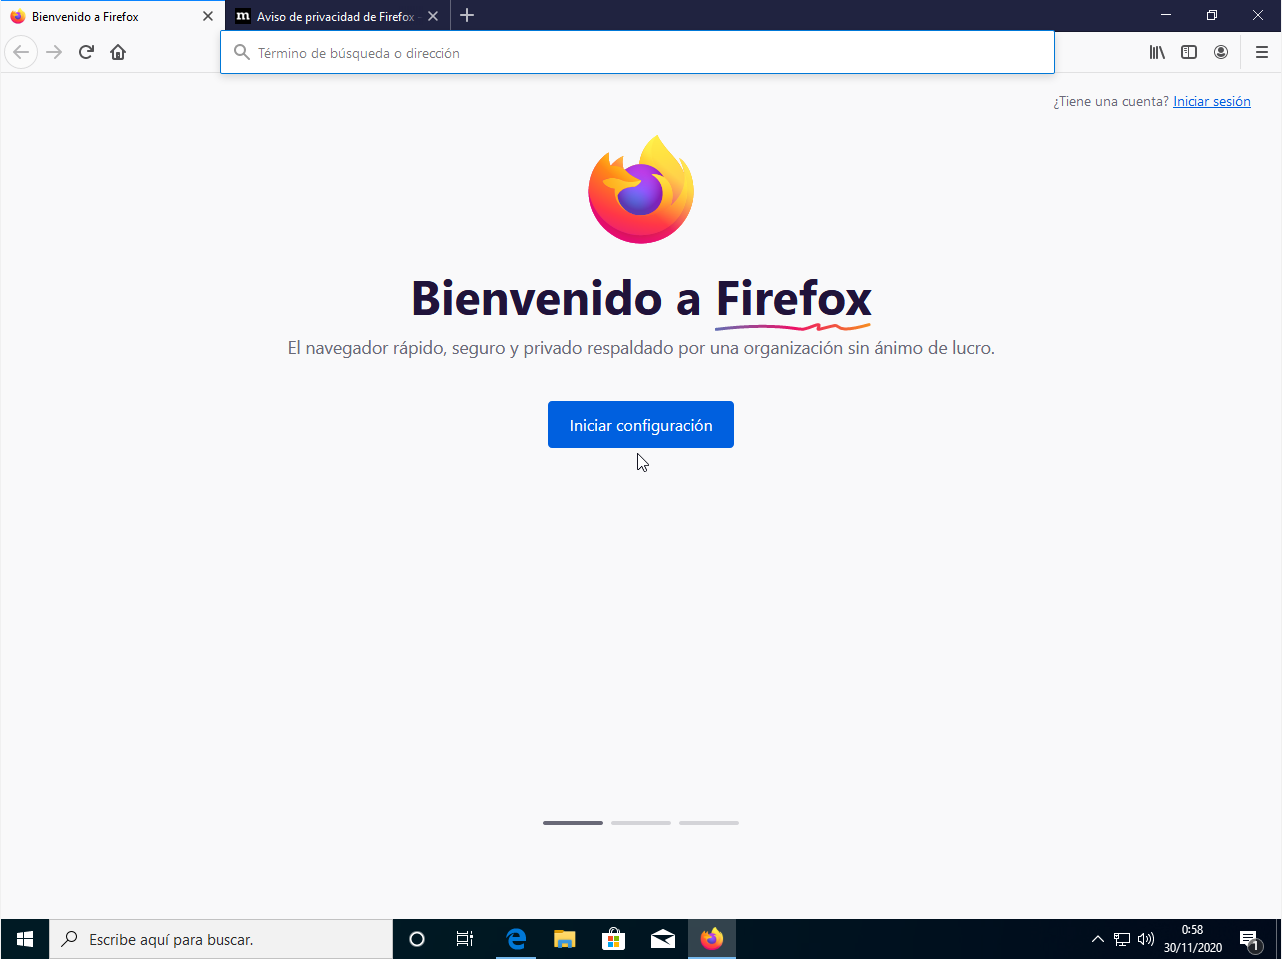 Bienvenido a Firefox
Aviso de privacidad de Firefox -
Término de búsqueda o dirección
¿Tiene una cuenta? Iniciar sesión
Bienvenido a Firefox
El navegador rápido, seguro y privado respaldado por una organización sin ánimo de lucro.
Iniciar configuración
Escribe aquí para buscar.
0:58
30/11/2020
1